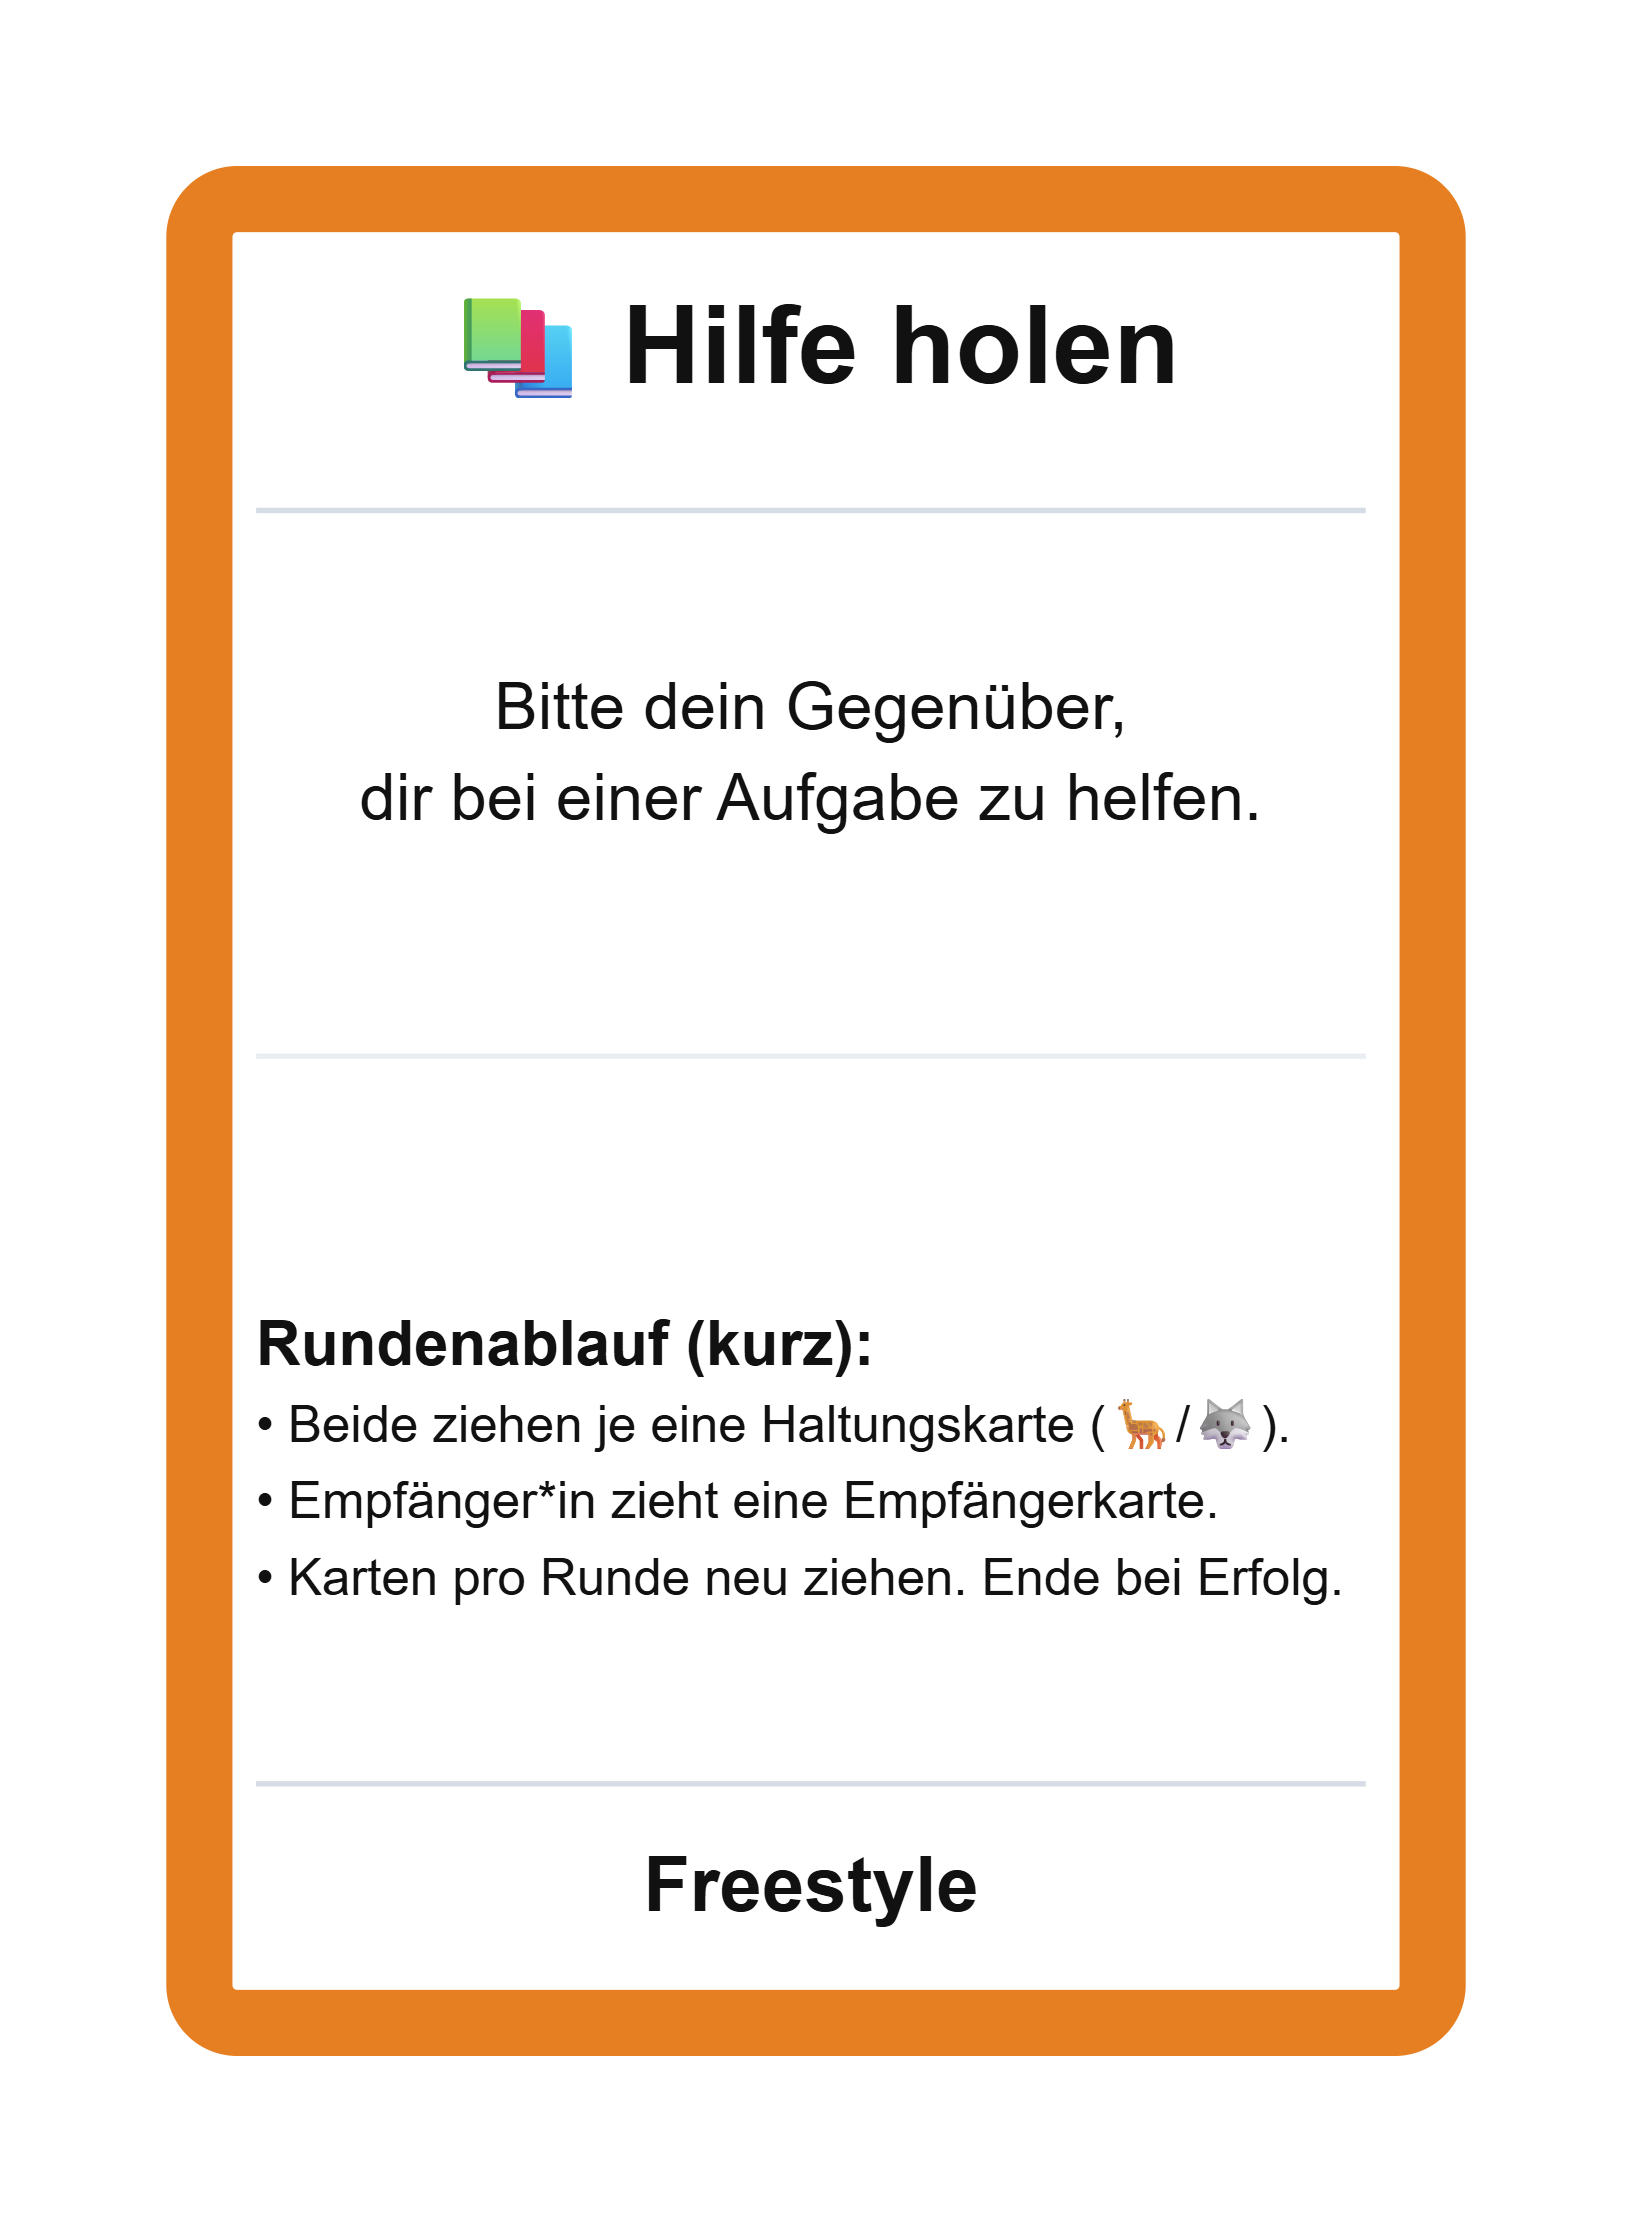 📚 Hilfe holen
Bitte dein Gegenüber,
dir bei einer Aufgabe zu helfen.
Rundenablauf (kurz):
• Beide ziehen je eine Haltungskarte (🦒/🐺).
• Empfänger*in zieht eine Empfängerkarte.
• Karten pro Runde neu ziehen. Ende bei Erfolg.
Freestyle